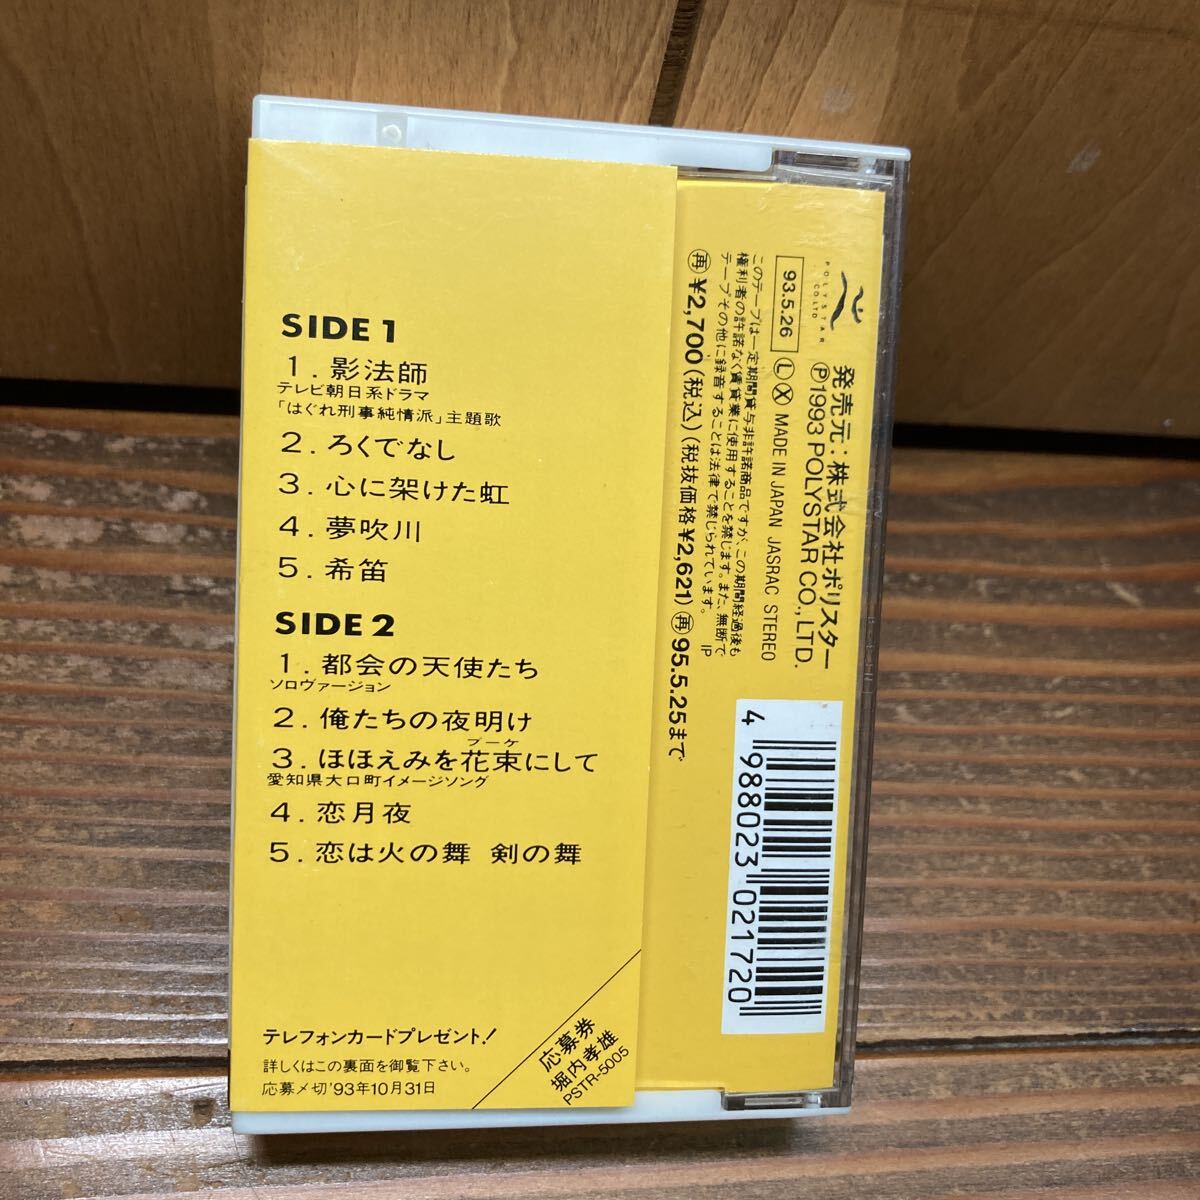 SIDE 1
1. 影法師
テレビ朝日系ドラマ
「はぐれ刑事純情派」主題歌
2. ろくでなし
3. 心に架けた虹
4. 夢吹川
5. 希笛
SIDE 2
1. 都会の天使たち
ソロヴァージョン
2. 俺たちの夜明け
ブーケ
3. ほほえみを花束にして
愛知県大口町イメージソング
4. 恋月夜
5. 恋は火の舞 剣の舞
テレフォンカードプレゼント!
詳しくはこの裏面を御覧下さい。
応募〆切'93年10月31日
応募券
堀内孝雄
PSTR-5005
POLYSTAR
CO.LTD.
発売元:株式会社ポリスター
Ⓟ1993 POLYSTAR CO., LTD.
93.5.26 Ⓛ Ⓧ MADE IN JAPAN JASRAC STEREO
このテープは一定期間貸与非許諾商品ですが、この期間経過後も
権利者の許諾なく賃貸業に使用することを禁じます。また、無断で
テープその他に録音することは法律で禁じられています。 IP
㊢¥2,700(税込)(税抜価格¥2,621)㊢95.5.25まで
4 988023 021720